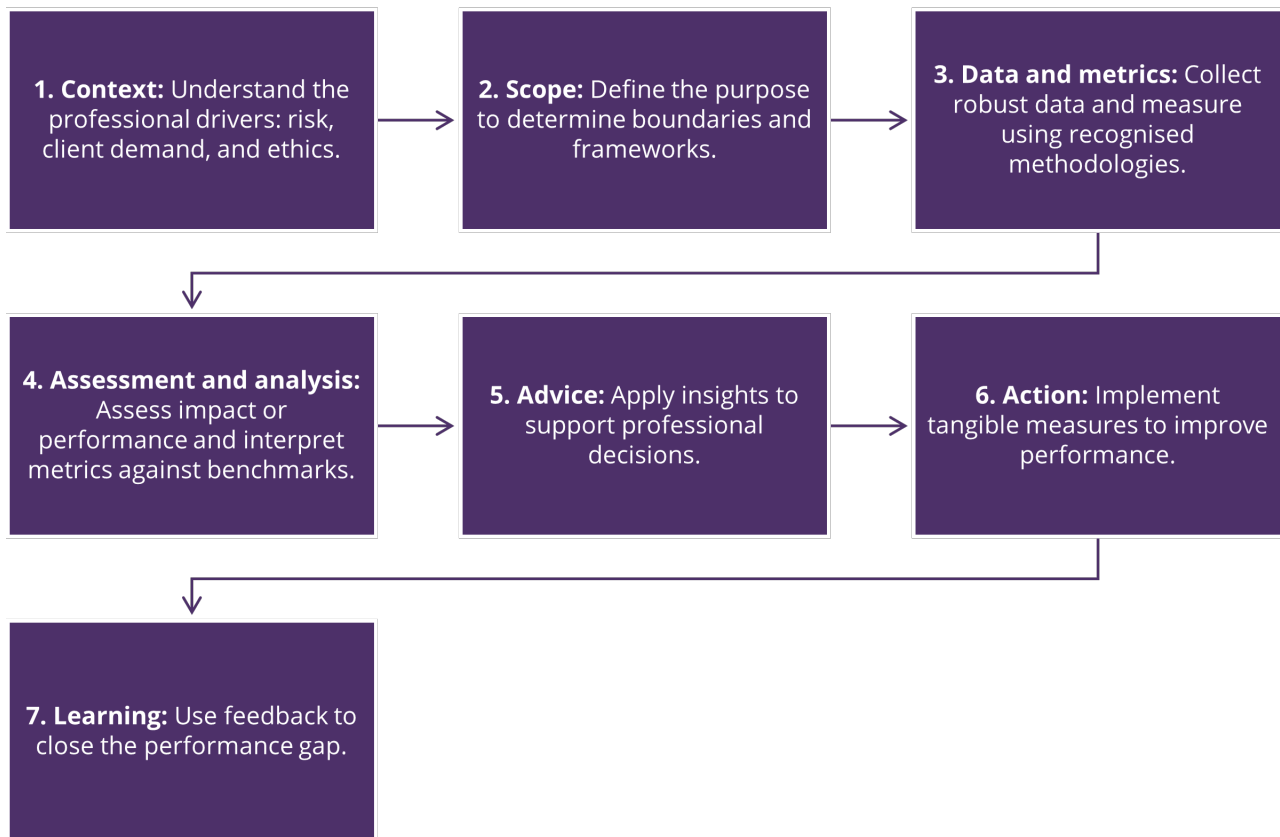 1. Context: Understand the
professional drivers: risk,
client demand, and ethics.
2. Scope: Define the purpose
to determine boundaries and
frameworks.
3. Data and metrics: Collect
robust data and measure
using recognised
methodologies.
4. Assessment and analysis:
Assess impact or
performance and interpret
metrics against benchmarks.
5. Advice: Apply insights to
support professional
decisions.
6. Action: Implement
tangible measures to improve
performance.
7. Learning: Use feedback to
close the performance gap.